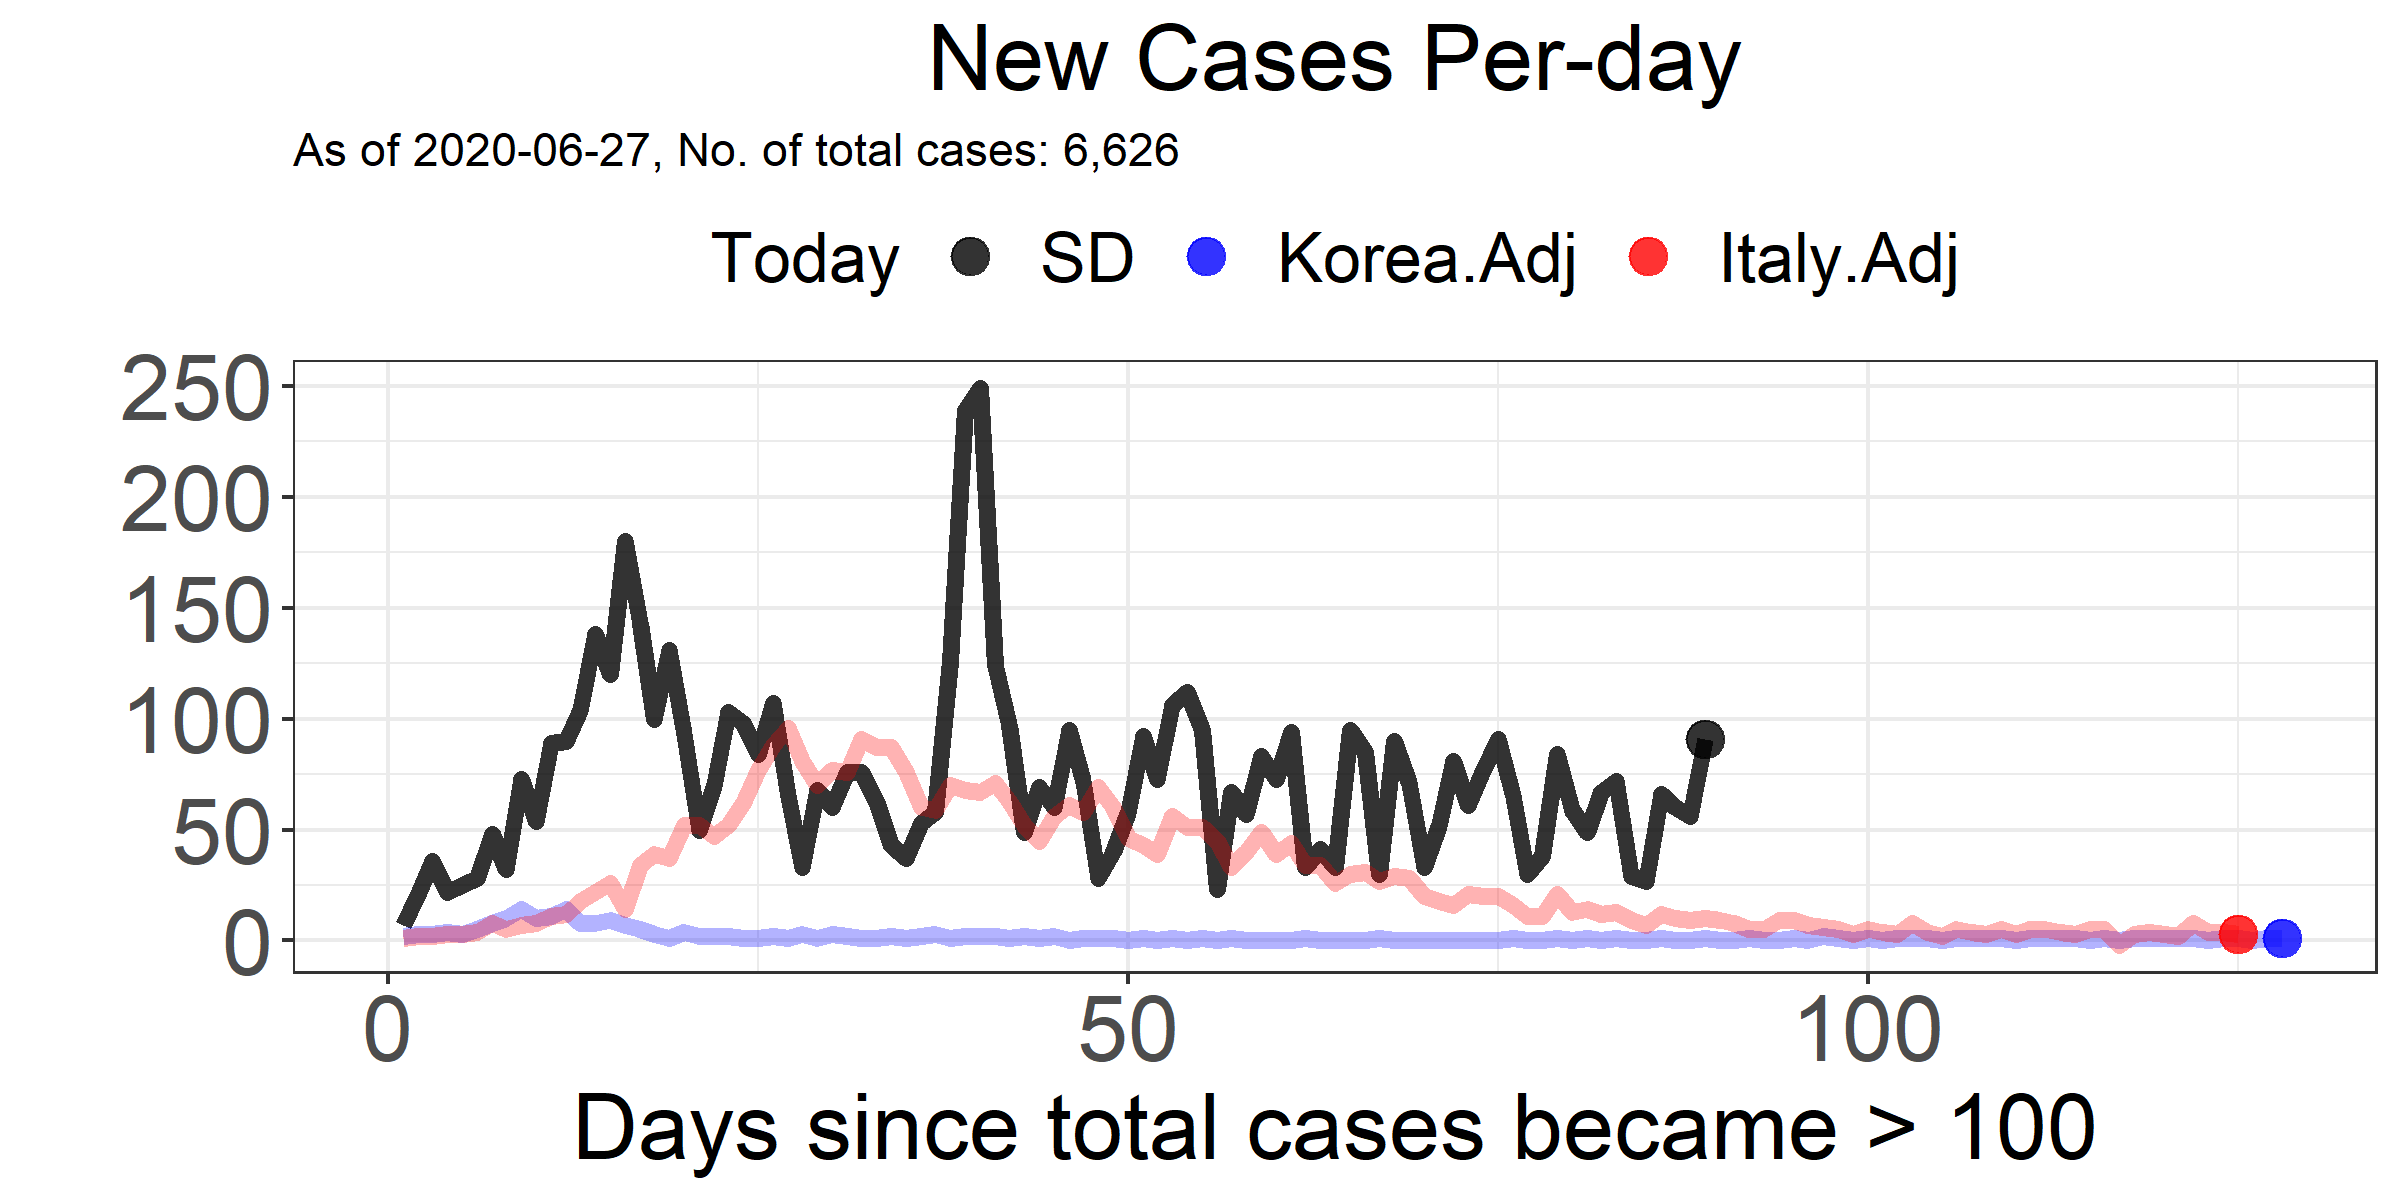 New Cases Per-day
As of 2020-06-27, No. of total cases: 6,626
Today SD Korea.Adj Italy.Adj
250
200
150
100
50
0
0 50 100
Days since total cases became > 100